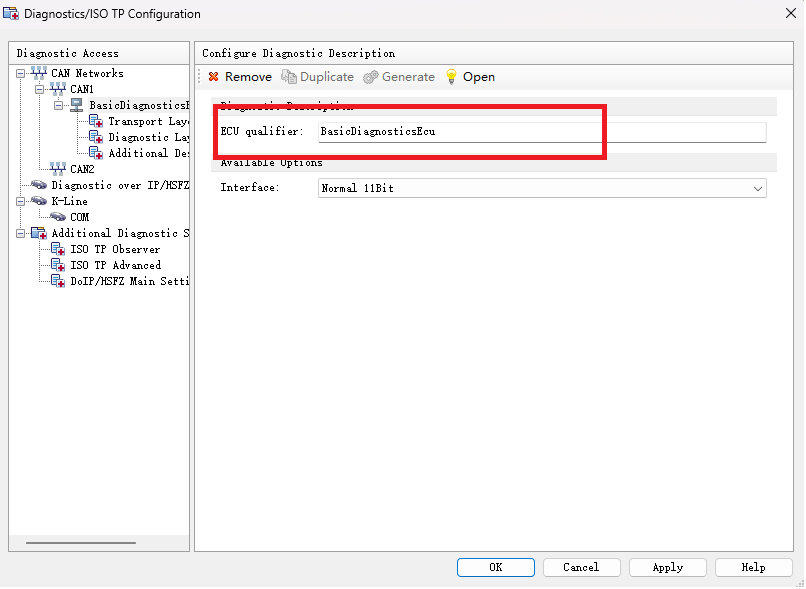 Diagnostics/ISO TP Configuration
Diagnostic Access
CAN Networks
CAN1
BasicDiagnosticsE
Transport Laye
Diagnostic Lay
Additional Des
CAN2
Diagnostic over IP/HSFZ
K-Line
COM
Additional Diagnostic S
ISO TP Observer
ISO TP Advanced
DoIP/HSFZ Main Setti
Configure Diagnostic Description
Remove Duplicate Generate Open
Diagnostic Description
ECU qualifier: BasicDiagnosticsEcu
Available Options
Interface: Normal 11Bit
OK Cancel Apply Help